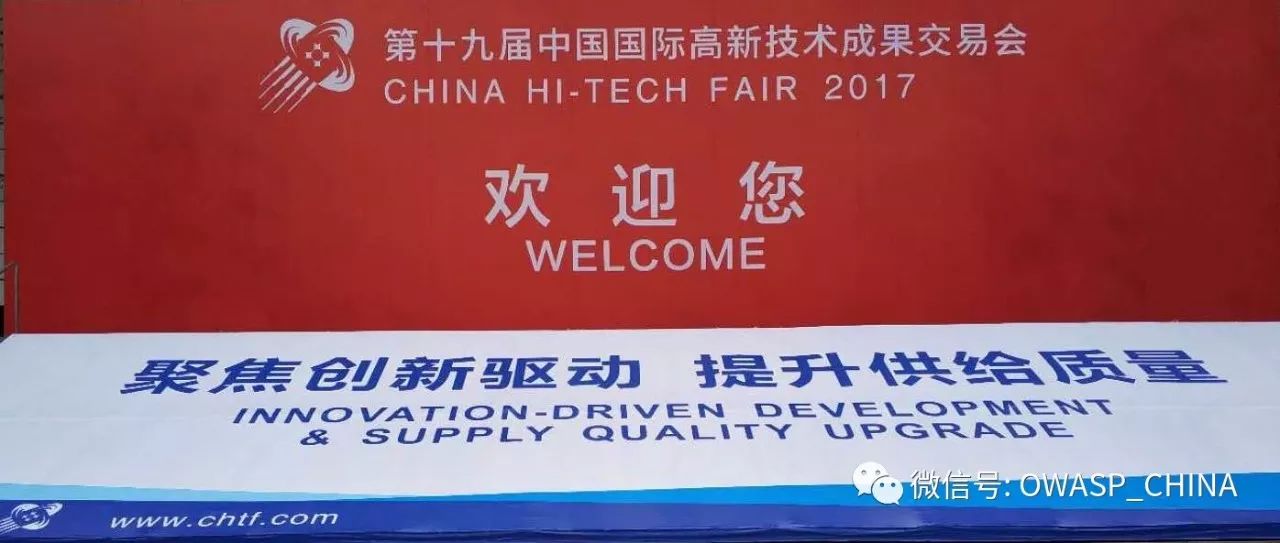 第十九届中国国际高新技术成果交易会
CHINA HI-TECH FAIR 2017
欢迎您
WELCOME
聚焦创新驱动 提升供给质量
INNOVATION-DRIVEN DEVELOPMENT
& SUPPLY QUALITY UPGRADE
微信号: OWASP_CHINA
www.chtf.com